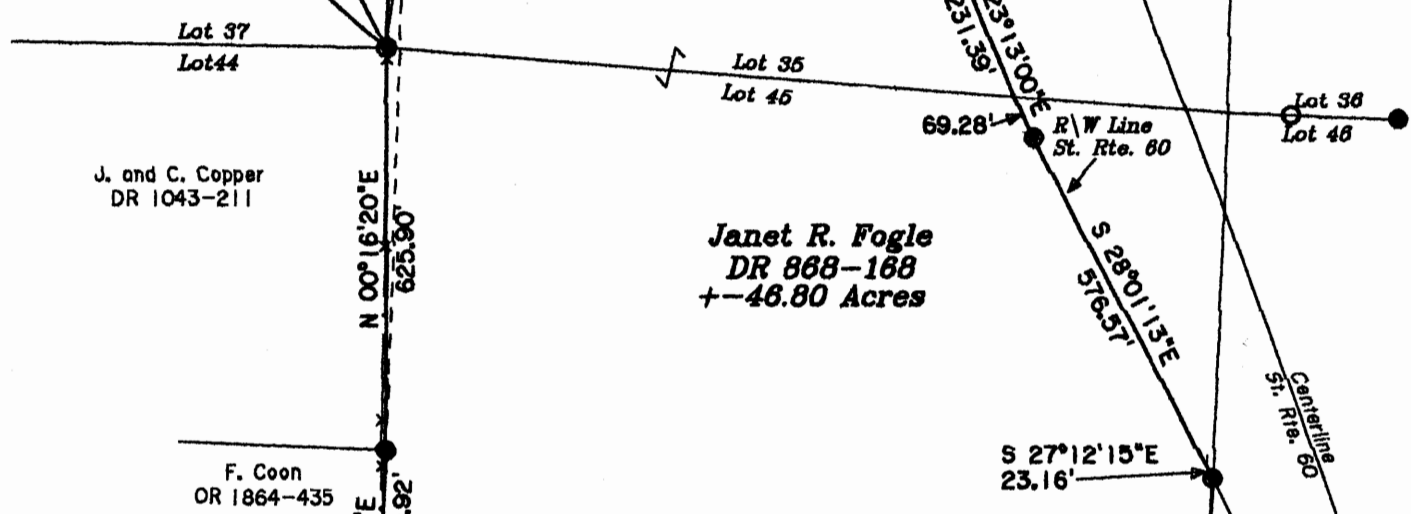 Lot 37
Lot44
Lot 35
Lot 45
Lot 36
Lot 46
23°13'00"E
231.39'
69.28'
R\W Line
St. Rte. 60
J. and C. Copper
DR 1043-211
N 00°16'20"E
625.90'
Janet R. Fogle
DR 868-168
+-46.80 Acres
S 28°01'13"E
576.57'
Centerline
St. Rte. 60
S 27°12'15"E
23.16'
F. Coon
OR 1864-435
"E
.92'